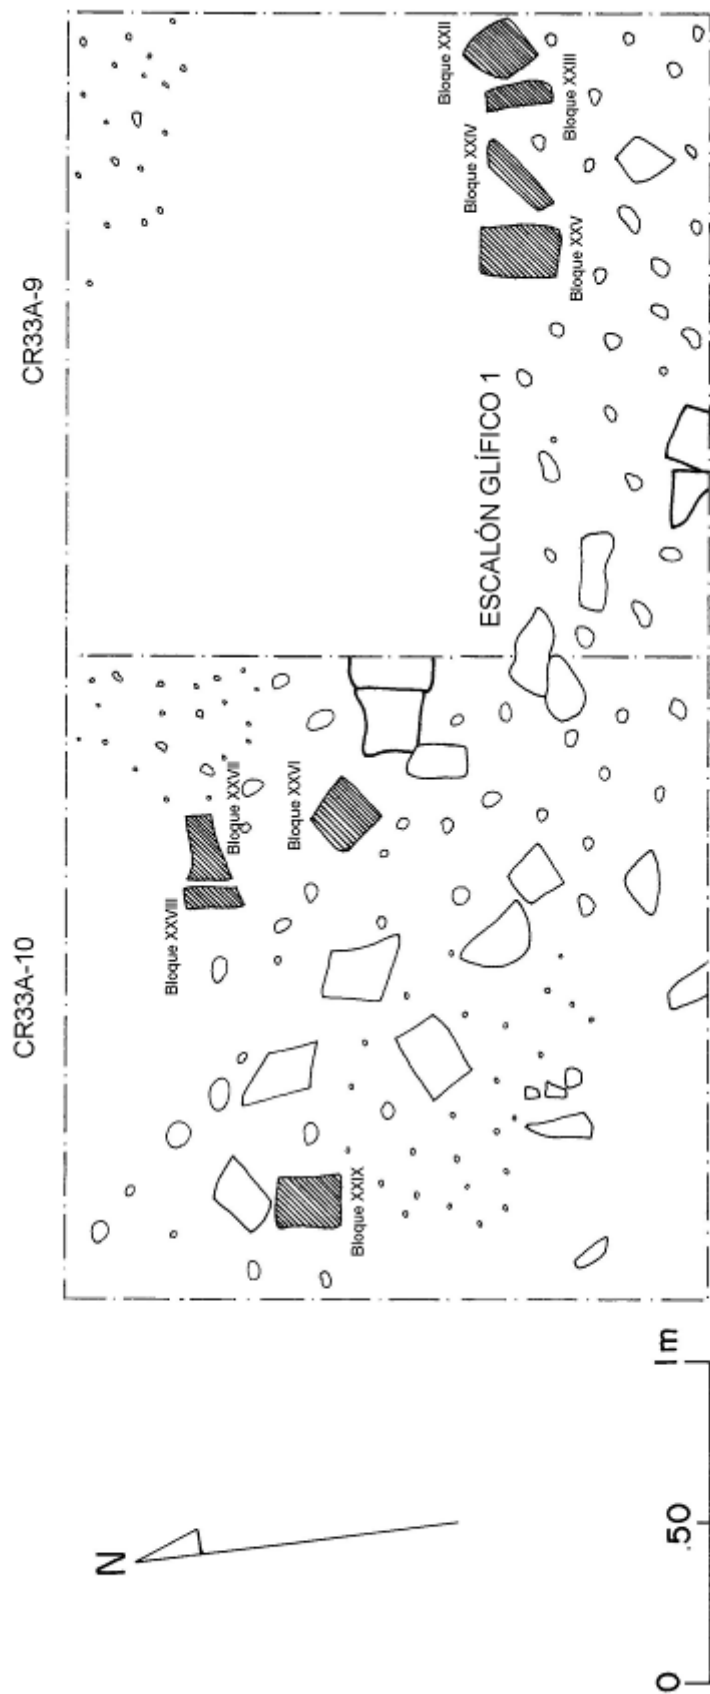 CR33A-10
CR33A-9
Bloque XXVIII
Bloque XXVII
Bloque XXVI
Bloque XXIX
Bloque XXII
Bloque XXIII
Bloque XXIV
Bloque XXV
ESCALÓN GLÍFICO 1
N
0
.50
1m